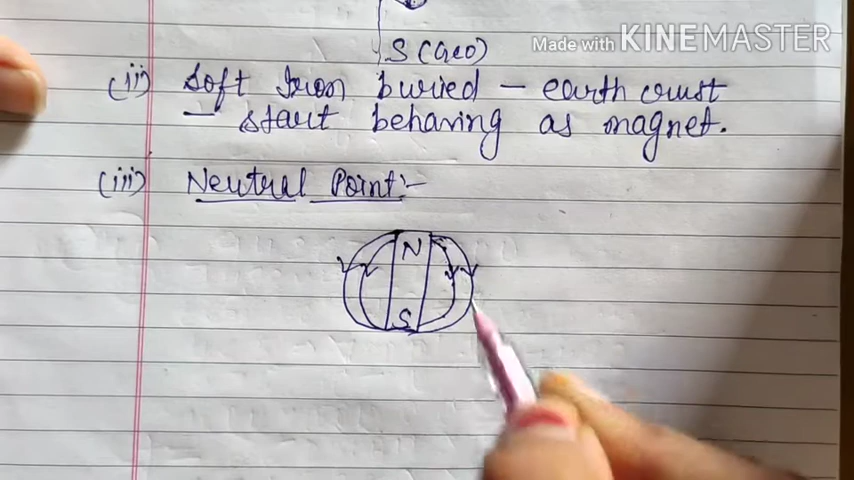 Made with KINEMASTER
S (Geo)
(ii) Soft Iron buried - earth crust
- start behaving as magnet.
(iii) Neutral Point :-
N
S